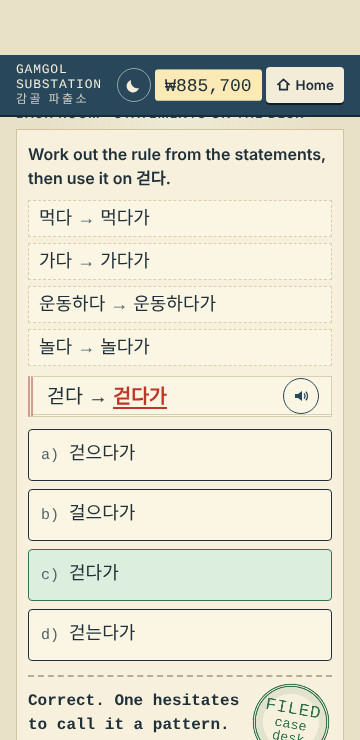 GAMGOL
SUBSTATION
감골 파출소
₩885,700
Home
Work out the rule from the statements,
then use it on 걷다.
먹다 → 먹다가
가다 → 가다가
운동하다 → 운동하다가
놀다 → 놀다가
걷다 → 걷다가
a) 걷으다가
b) 걸으다가
c) 걷다가
d) 걷는다가
Correct. One hesitates
to call it a pattern.
FILED
case
desk